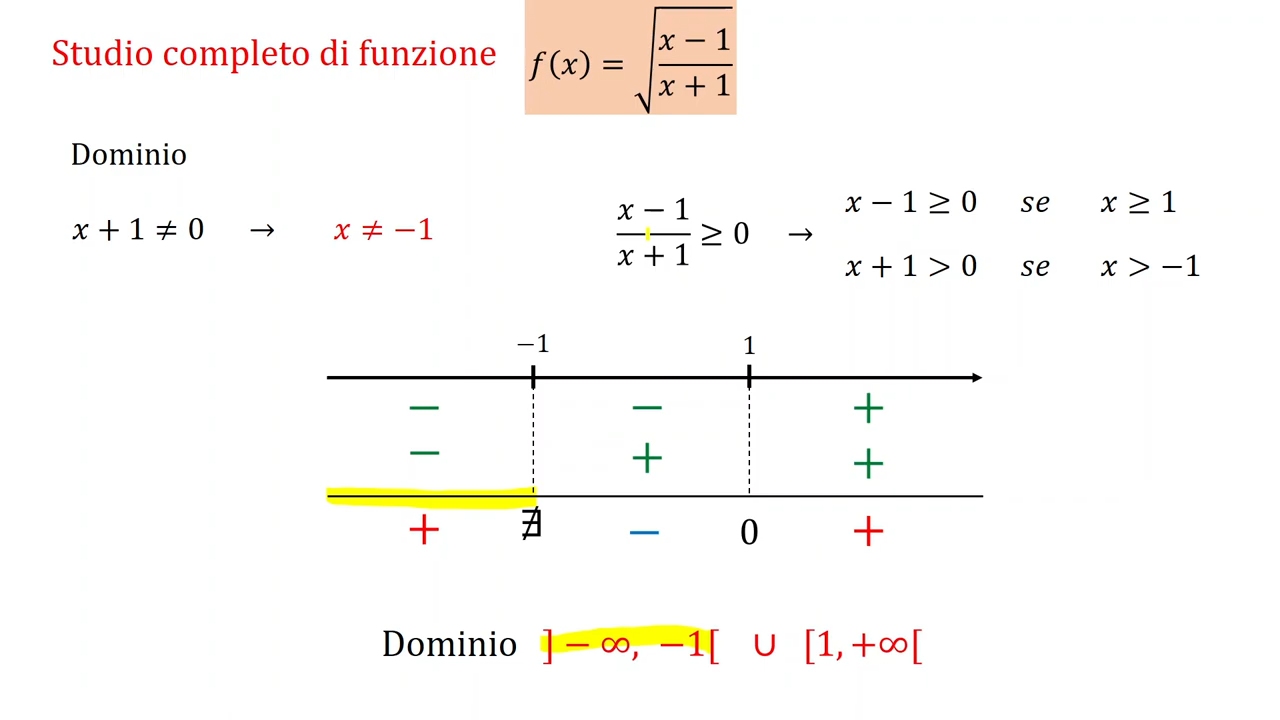 Studio completo di funzione f(x) = √((x − 1)/(x + 1))
Dominio
x + 1 ≠ 0 → x ≠ −1
(x − 1)/(x + 1) ≥ 0 →
x − 1 ≥ 0 se x ≥ 1
x + 1 > 0 se x > −1
−1 1
− − +
− + +
+ ∄ − 0 +
Dominio ]− ∞, −1[ ∪ [1, +∞[